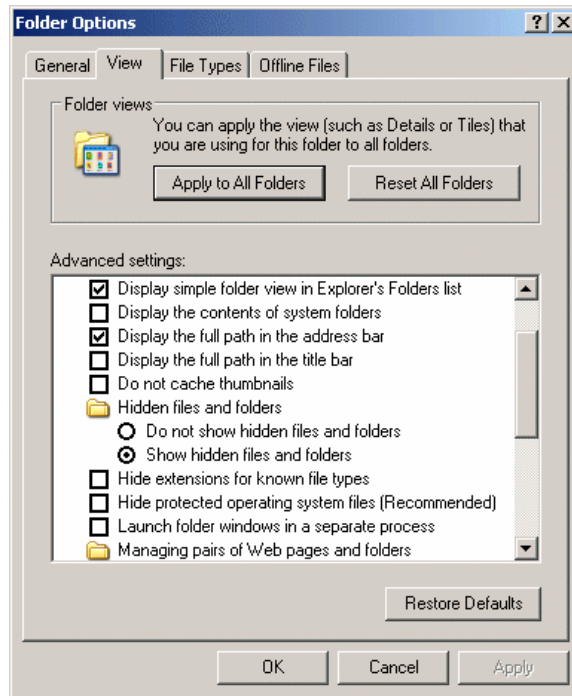 Folder Options
General
View
File Types
Offline Files
Folder views
You can apply the view (such as Details or Tiles) that
you are using for this folder to all folders.
Apply to All Folders
Reset All Folders
Advanced settings:
Display simple folder view in Explorer's Folders list
Display the contents of system folders
Display the full path in the address bar
Display the full path in the title bar
Do not cache thumbnails
Hidden files and folders
Do not show hidden files and folders
Show hidden files and folders
Hide extensions for known file types
Hide protected operating system files (Recommended)
Launch folder windows in a separate process
Managing pairs of Web pages and folders
Restore Defaults
OK
Cancel
Apply